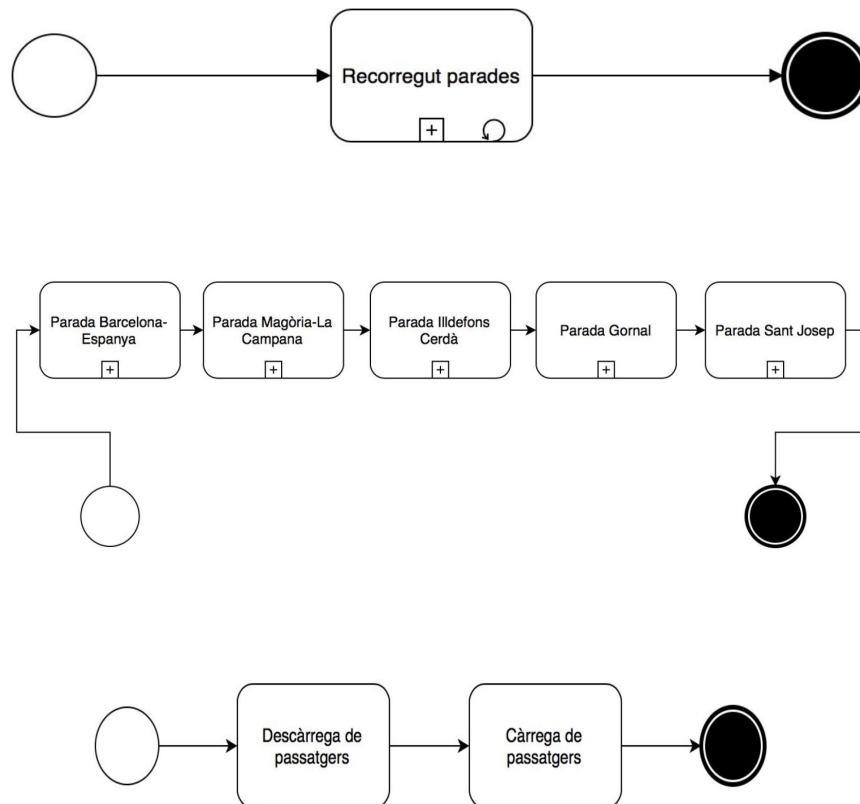 Recorregut parades
Parada Barcelona-
Espanya
Parada Magòria-La
Campana
Parada Illdefons
Cerdà
Parada Gornal
Parada Sant Josep
Descàrrega de
passatgers
Càrrega de
passatgers